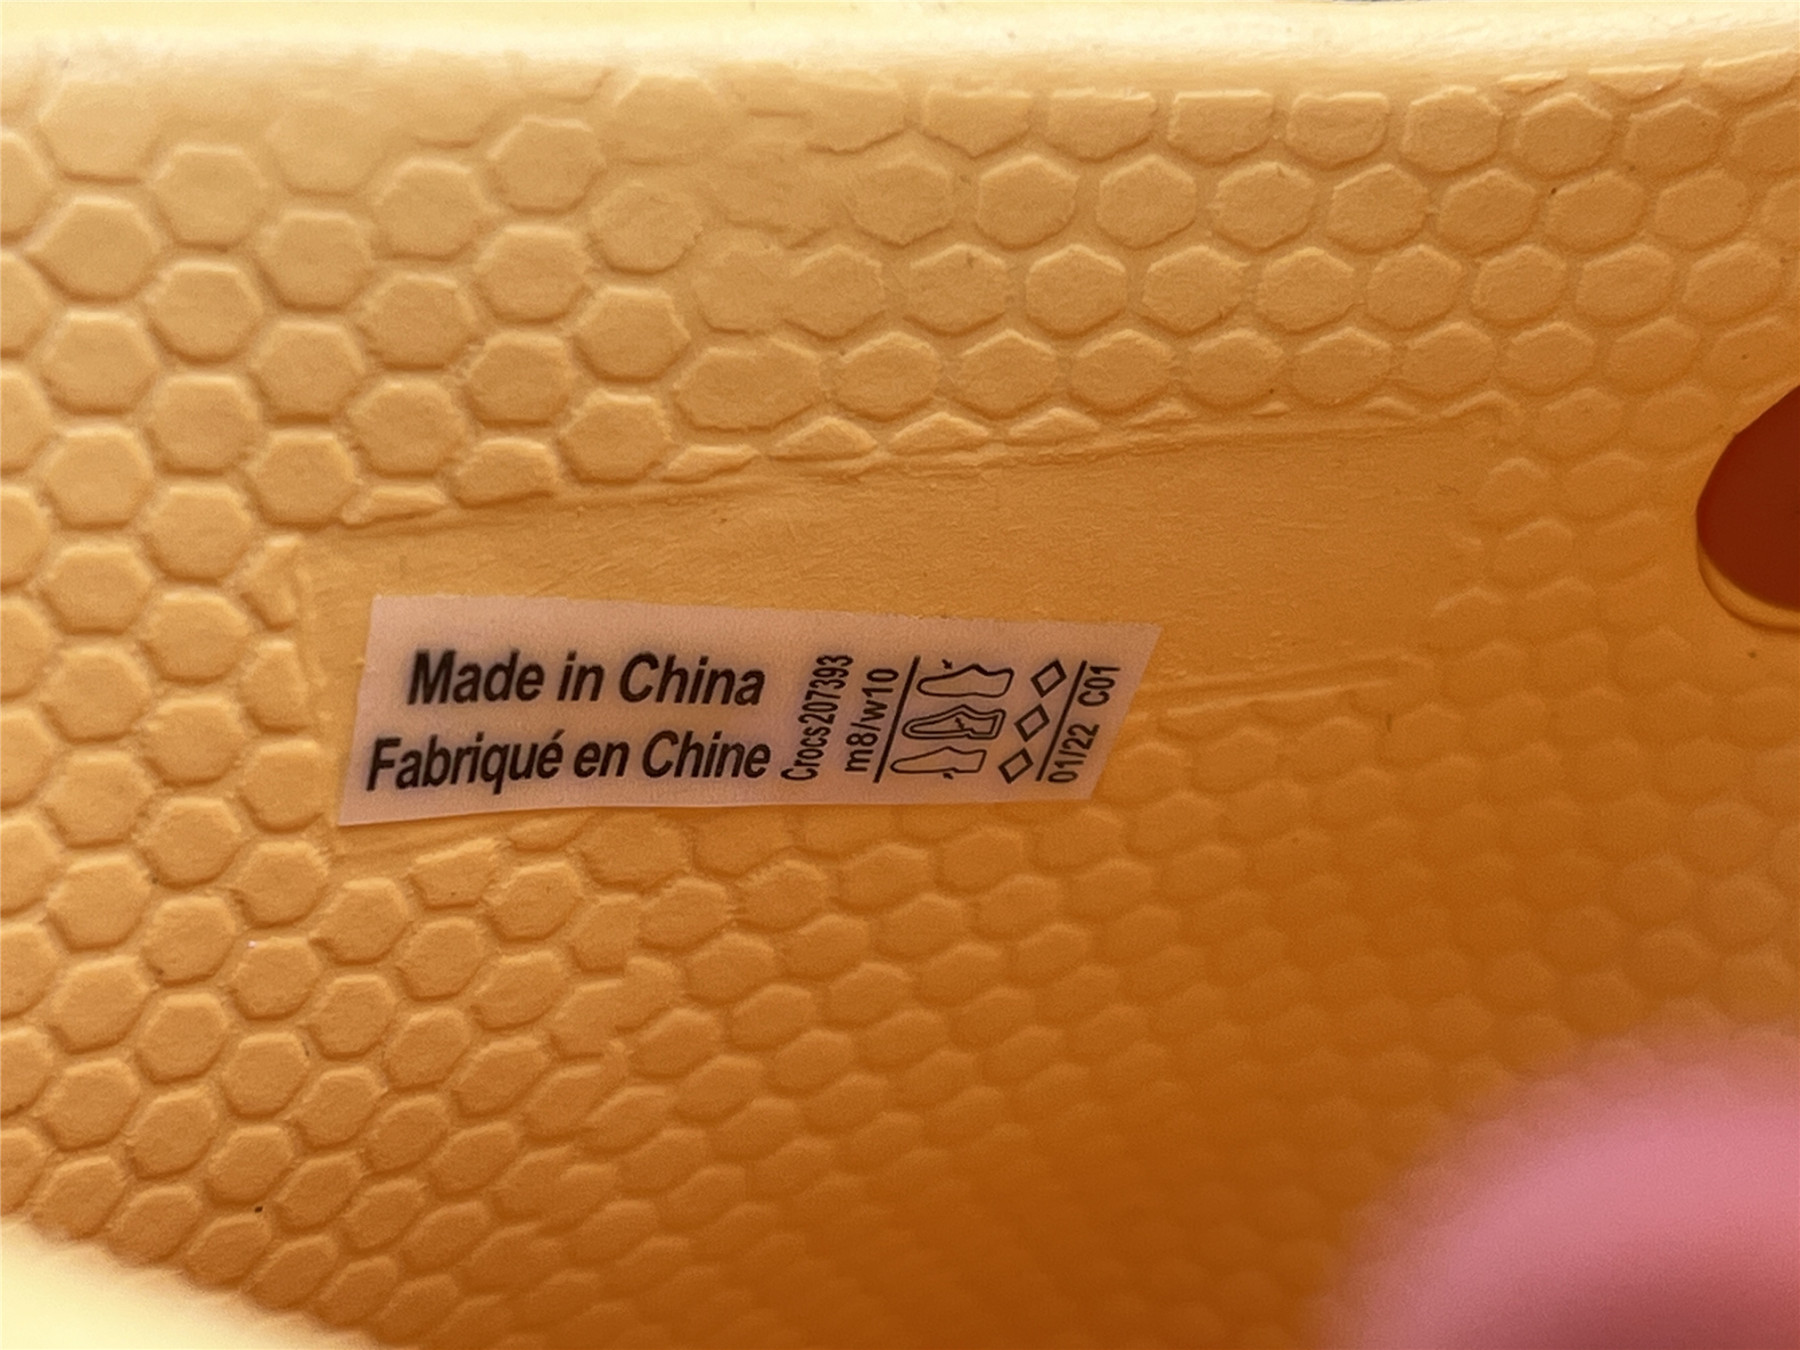 Made in China
Fabriqué en Chine
Crocs207393
m8/w10
01/22 C01